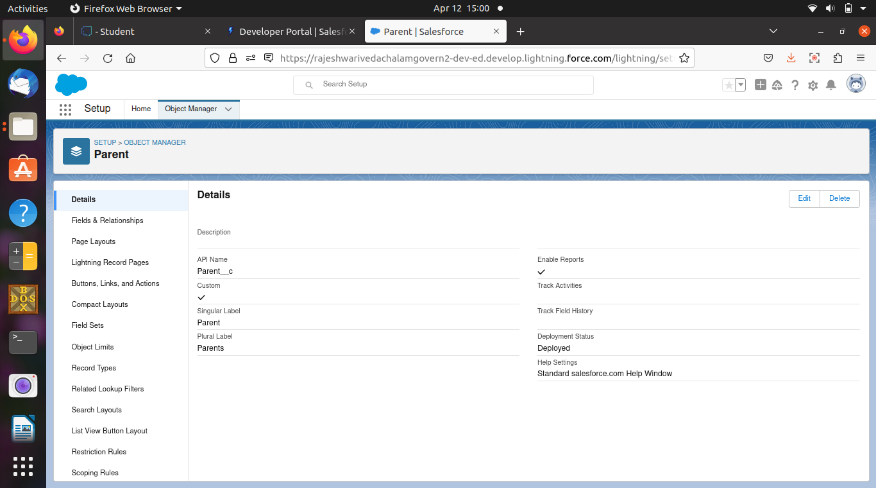 Activities
Firefox Web Browser
Apr 12 15:00
- Student
Developer Portal | Salesf
Parent | Salesforce
https://rajeshwarivedachalamgovern2-dev-ed.develop.lightning.force.com/lightning/set
Search Setup
Setup
Home
Object Manager
SETUP > OBJECT MANAGER
Parent
Details
Fields & Relationships
Page Layouts
Lightning Record Pages
Buttons, Links, and Actions
Compact Layouts
Field Sets
Object Limits
Record Types
Related Lookup Filters
Search Layouts
List View Button Layout
Restriction Rules
Scoping Rules
Details
Edit
Delete
Description
API Name
Parent__c
Custom
Singular Label
Parent
Plural Label
Parents
Enable Reports
Track Activities
Track Field History
Deployment Status
Deployed
Help Settings
Standard salesforce.com Help Window